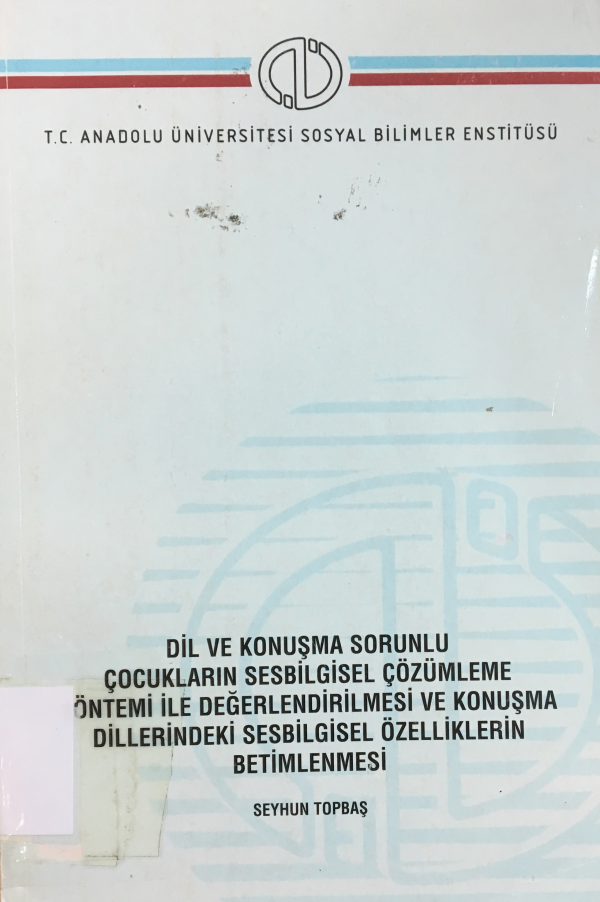 T.C. ANADOLU ÜNİVERSİTESİ SOSYAL BİLİMLER ENSTİTÜSÜ
DİL VE KONUŞMA SORUNLU
ÇOCUKLARIN SESBİLGİSEL ÇÖZÜMLEME
ÖNTEMİ İLE DEĞERLENDİRİLMESİ VE KONUŞMA
DİLLERİNDEKİ SESBİLGİSEL ÖZELLİKLERİN
BETİMLENMESİ
SEYHUN TOPBAŞ